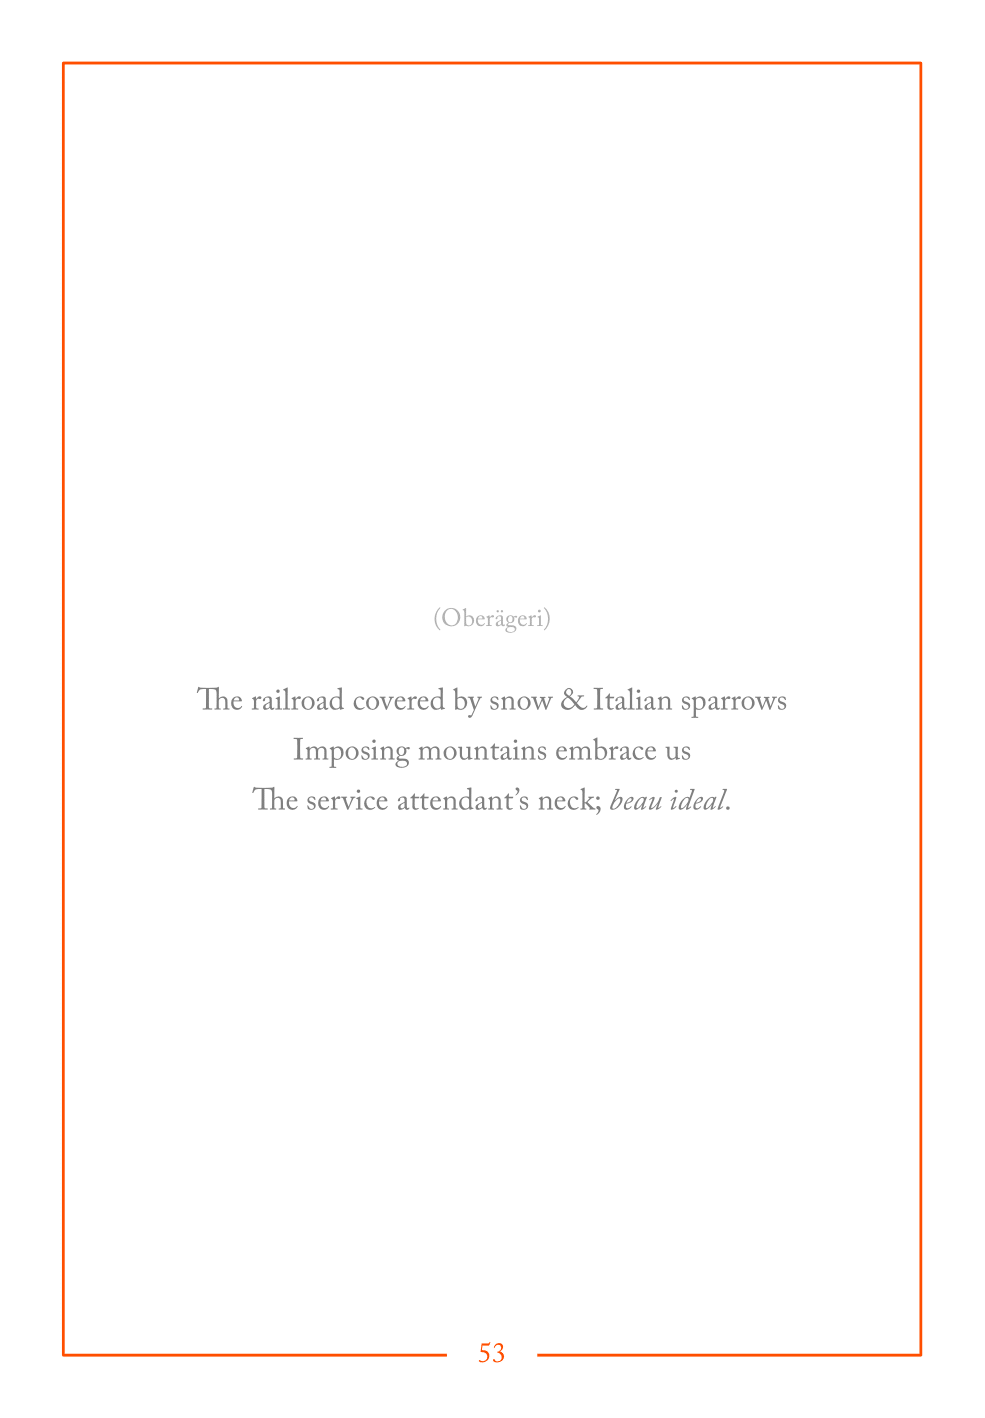 (Oberägeri)
The railroad covered by snow & Italian sparrows
Imposing mountains embrace us
The service attendant’s neck; beau ideal.
53